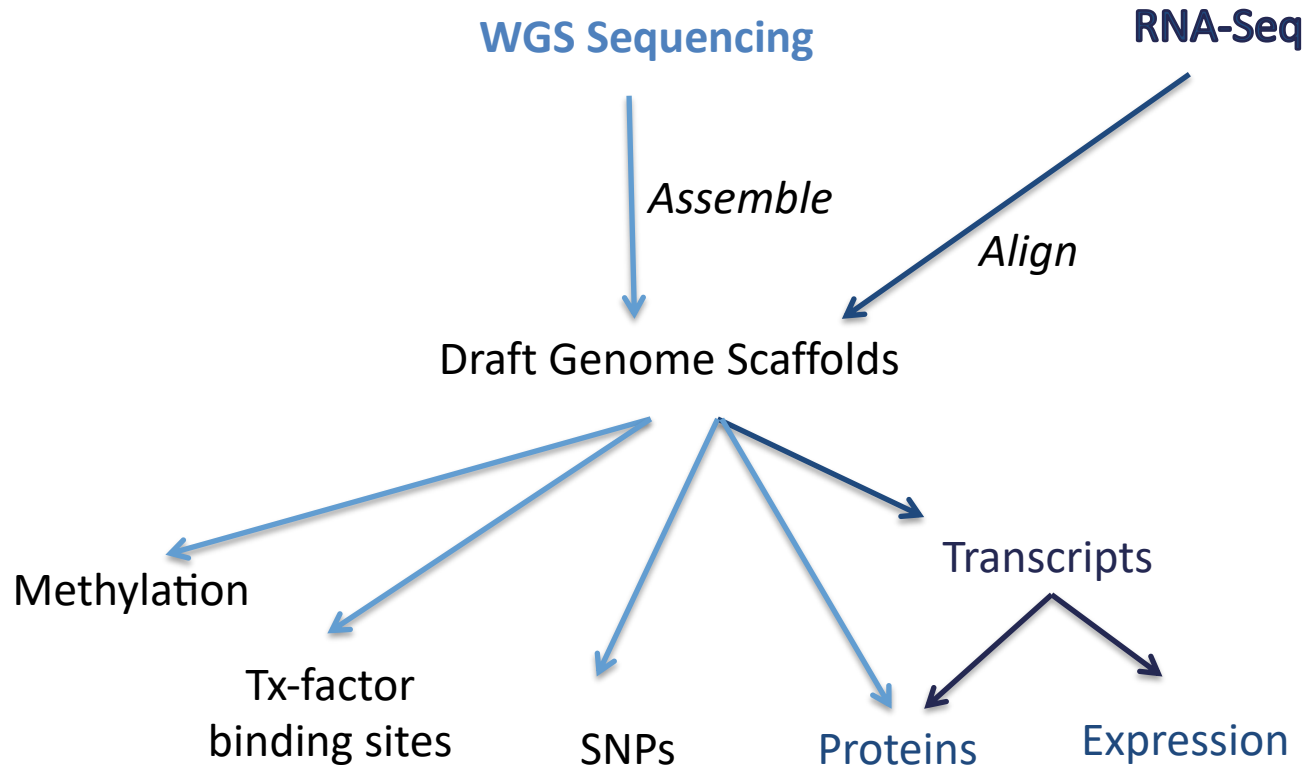 WGS Sequencing
RNA-Seq
Assemble
Align
Draft Genome Scaffolds
Methylation
Transcripts
Tx-factor
binding sites
SNPs
Proteins
Expression